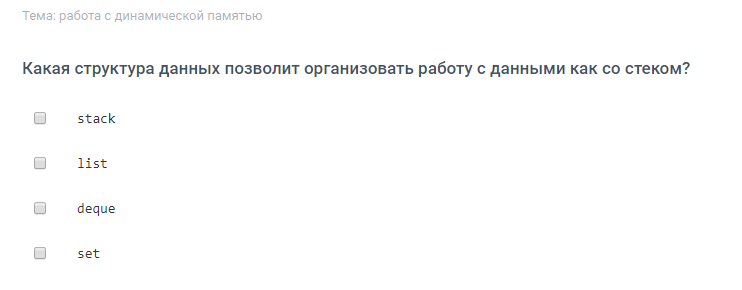 Тема: работа с динамической памятью
Какая структура данных позволит организовать работу с данными как со стеком?
stack
list
deque
set